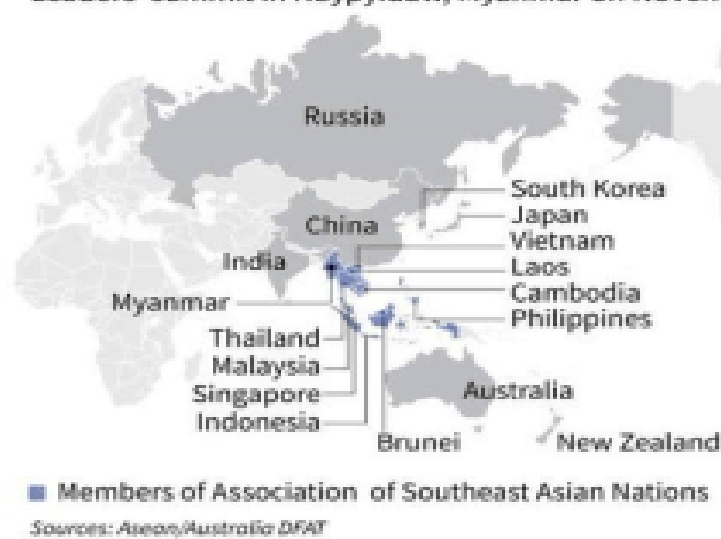 Russia
South Korea
Japan
China
Vietnam
India
Laos
Cambodia
Myanmar
Philippines
Thailand
Malaysia
Singapore
Australia
Indonesia
Brunei
New Zealand
Members of Association of Southeast Asian Nations
Sources: Asean/Australia DFAT